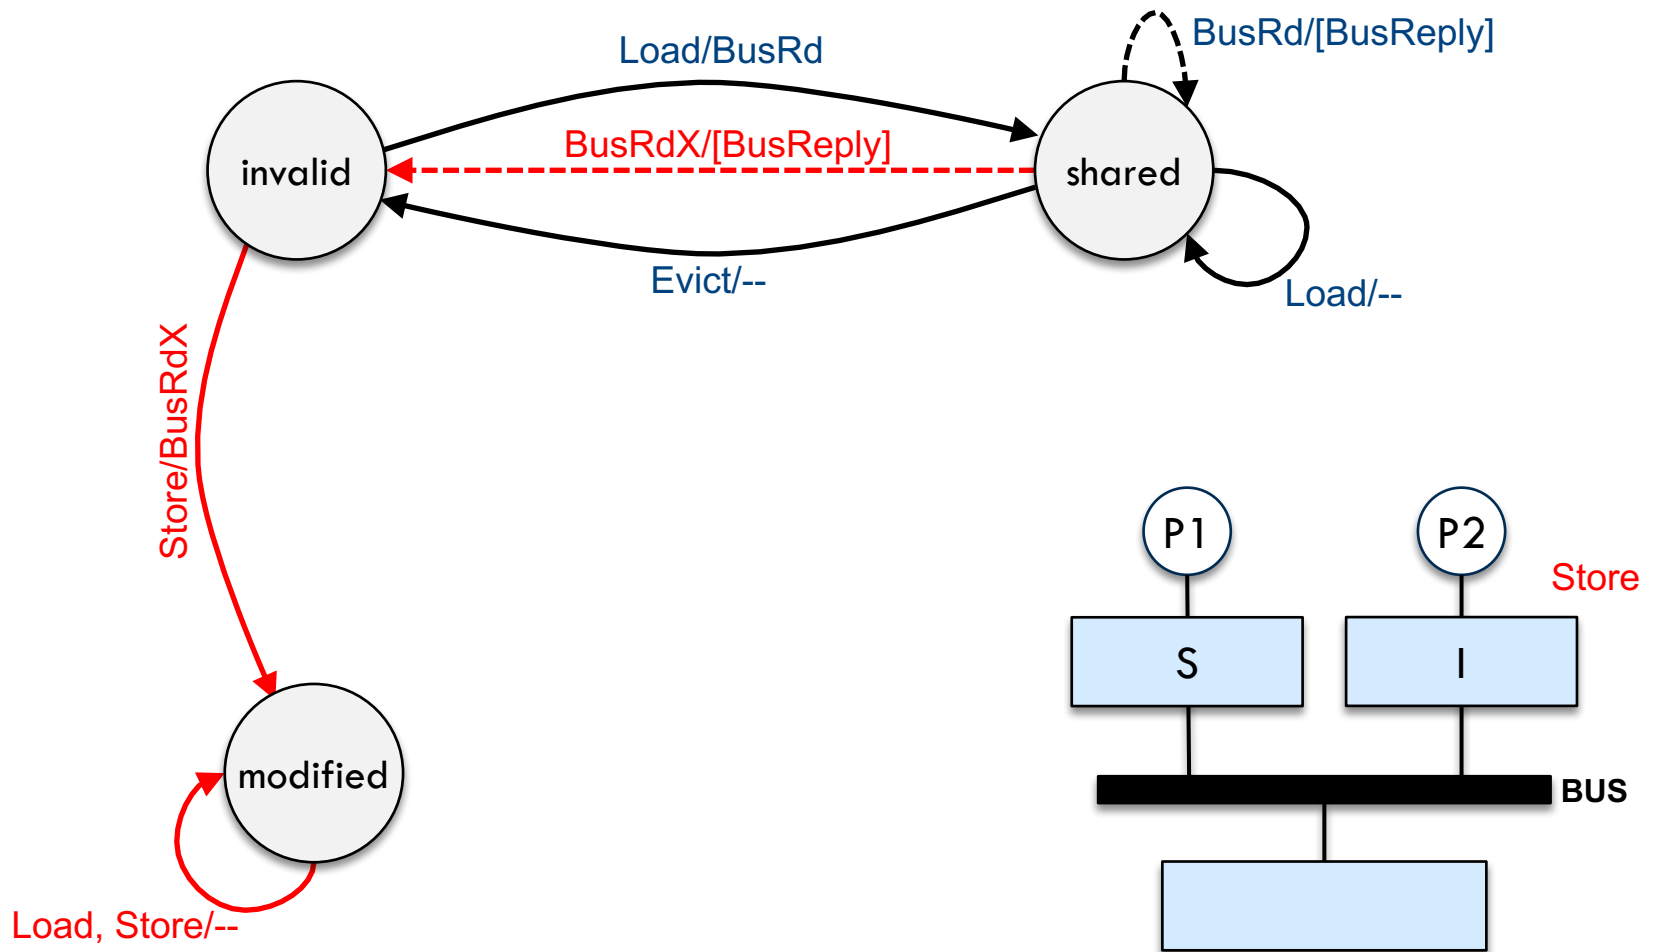 BusRd/[BusReply]
Load/BusRd
BusRdX/[BusReply]
invalid
shared
Evict/--
Load/--
Store/BusRdX
P1
P2
Store
S
I
modified
BUS
Load, Store/--